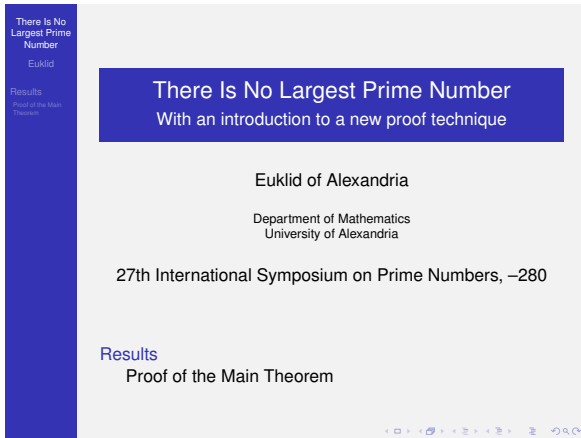 There Is No
Largest Prime
Number
Euklid
Results
Proof of the Main
Theorem
There Is No Largest Prime Number
With an introduction to a new proof technique
Euklid of Alexandria
Department of Mathematics
University of Alexandria
27th International Symposium on Prime Numbers, –280
Results
Proof of the Main Theorem